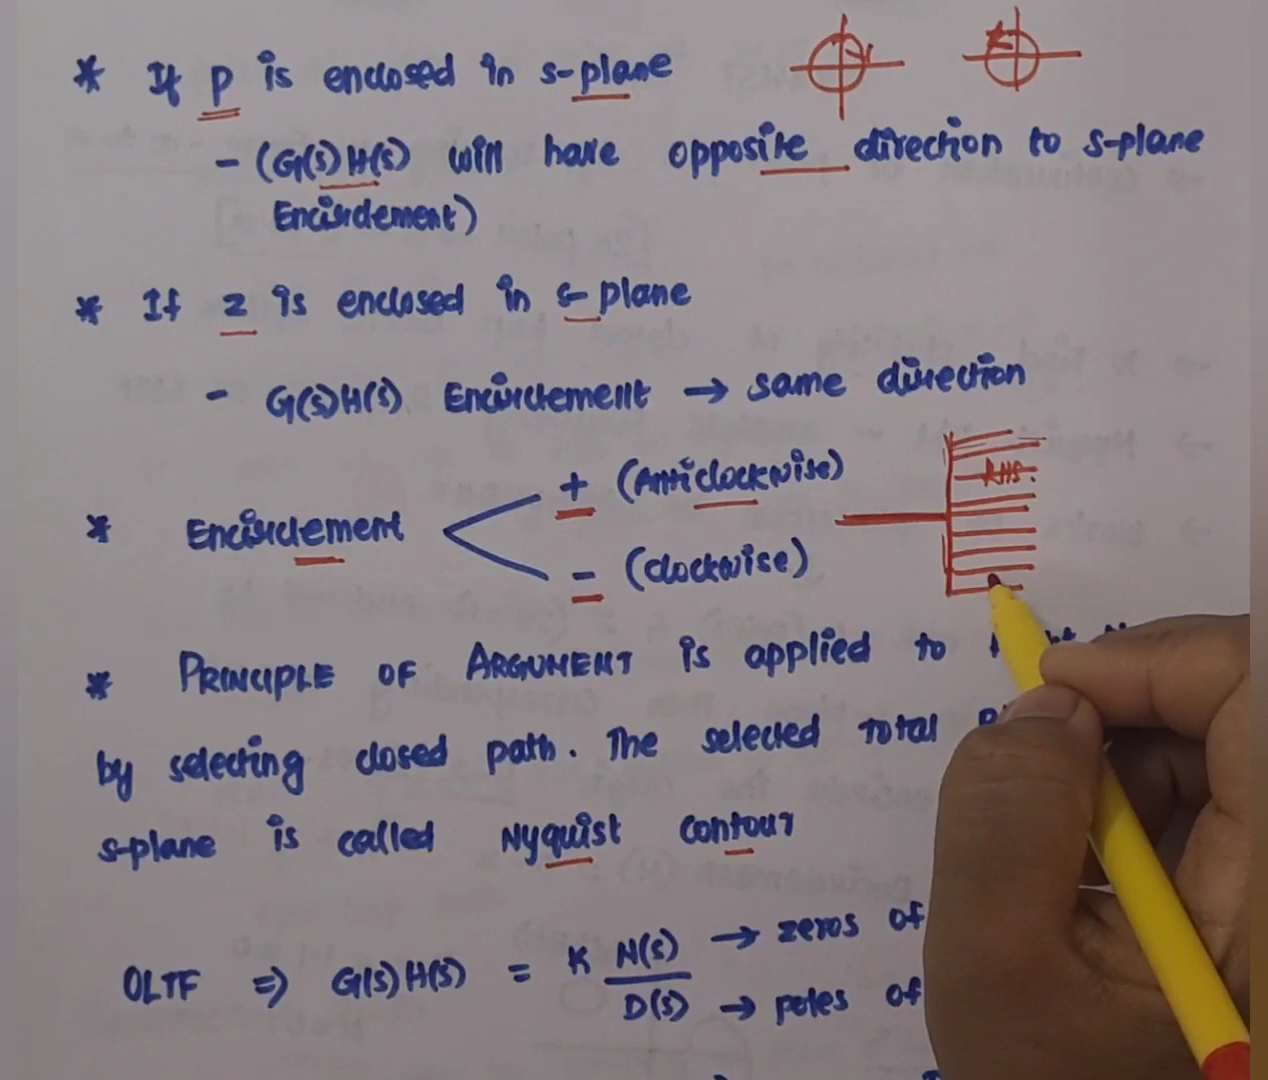 * If P is enclosed in s-plane
- (G(s)H(s) will have opposite direction to s-plane
Encirclement)
* If z is enclosed in s-plane
- G(s)H(s) Encirclement → same direction
+ (Anticlockwise)
RHS.
* Encirclement
- (clockwise)
* PRINCIPLE OF ARGUMENT is applied to
by selecting closed path. The selected total
s-plane is called Nyquist contour
OLTF ⇒ G(s)H(s) = K N(s) → zeros of
D(s) → poles of